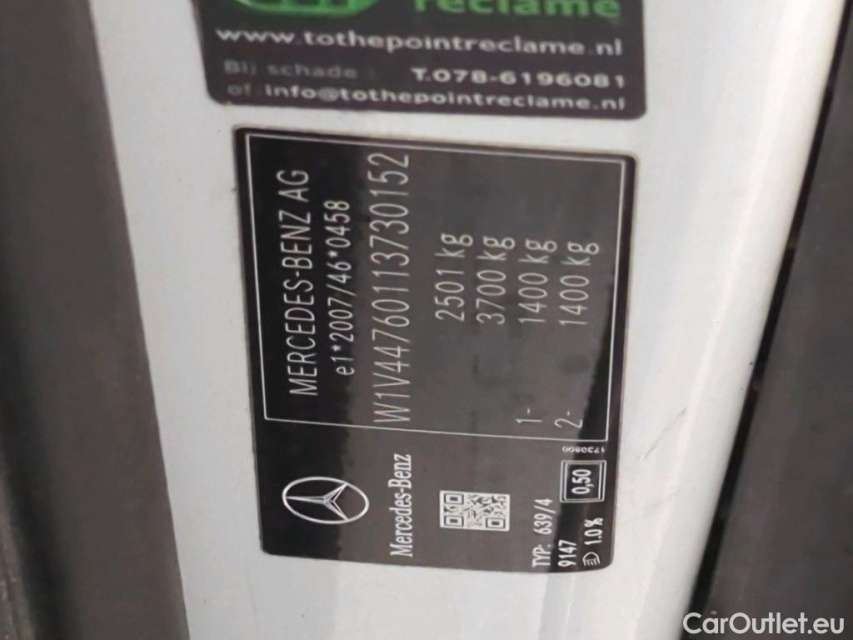 reclame
www.tothepointreclame.nl
Bij schade : T.078-6196081
of info@tothepointreclame.nl
MERCEDES-BENZ AG
e1*2007/46*0458
W1V44760113730152
2501 kg
3700 kg
1- 1400 kg
2- 1400 kg
Mercedes-Benz
TYP: 639/4
9147
0,50
1.0%
1730800
CarOutlet.eu